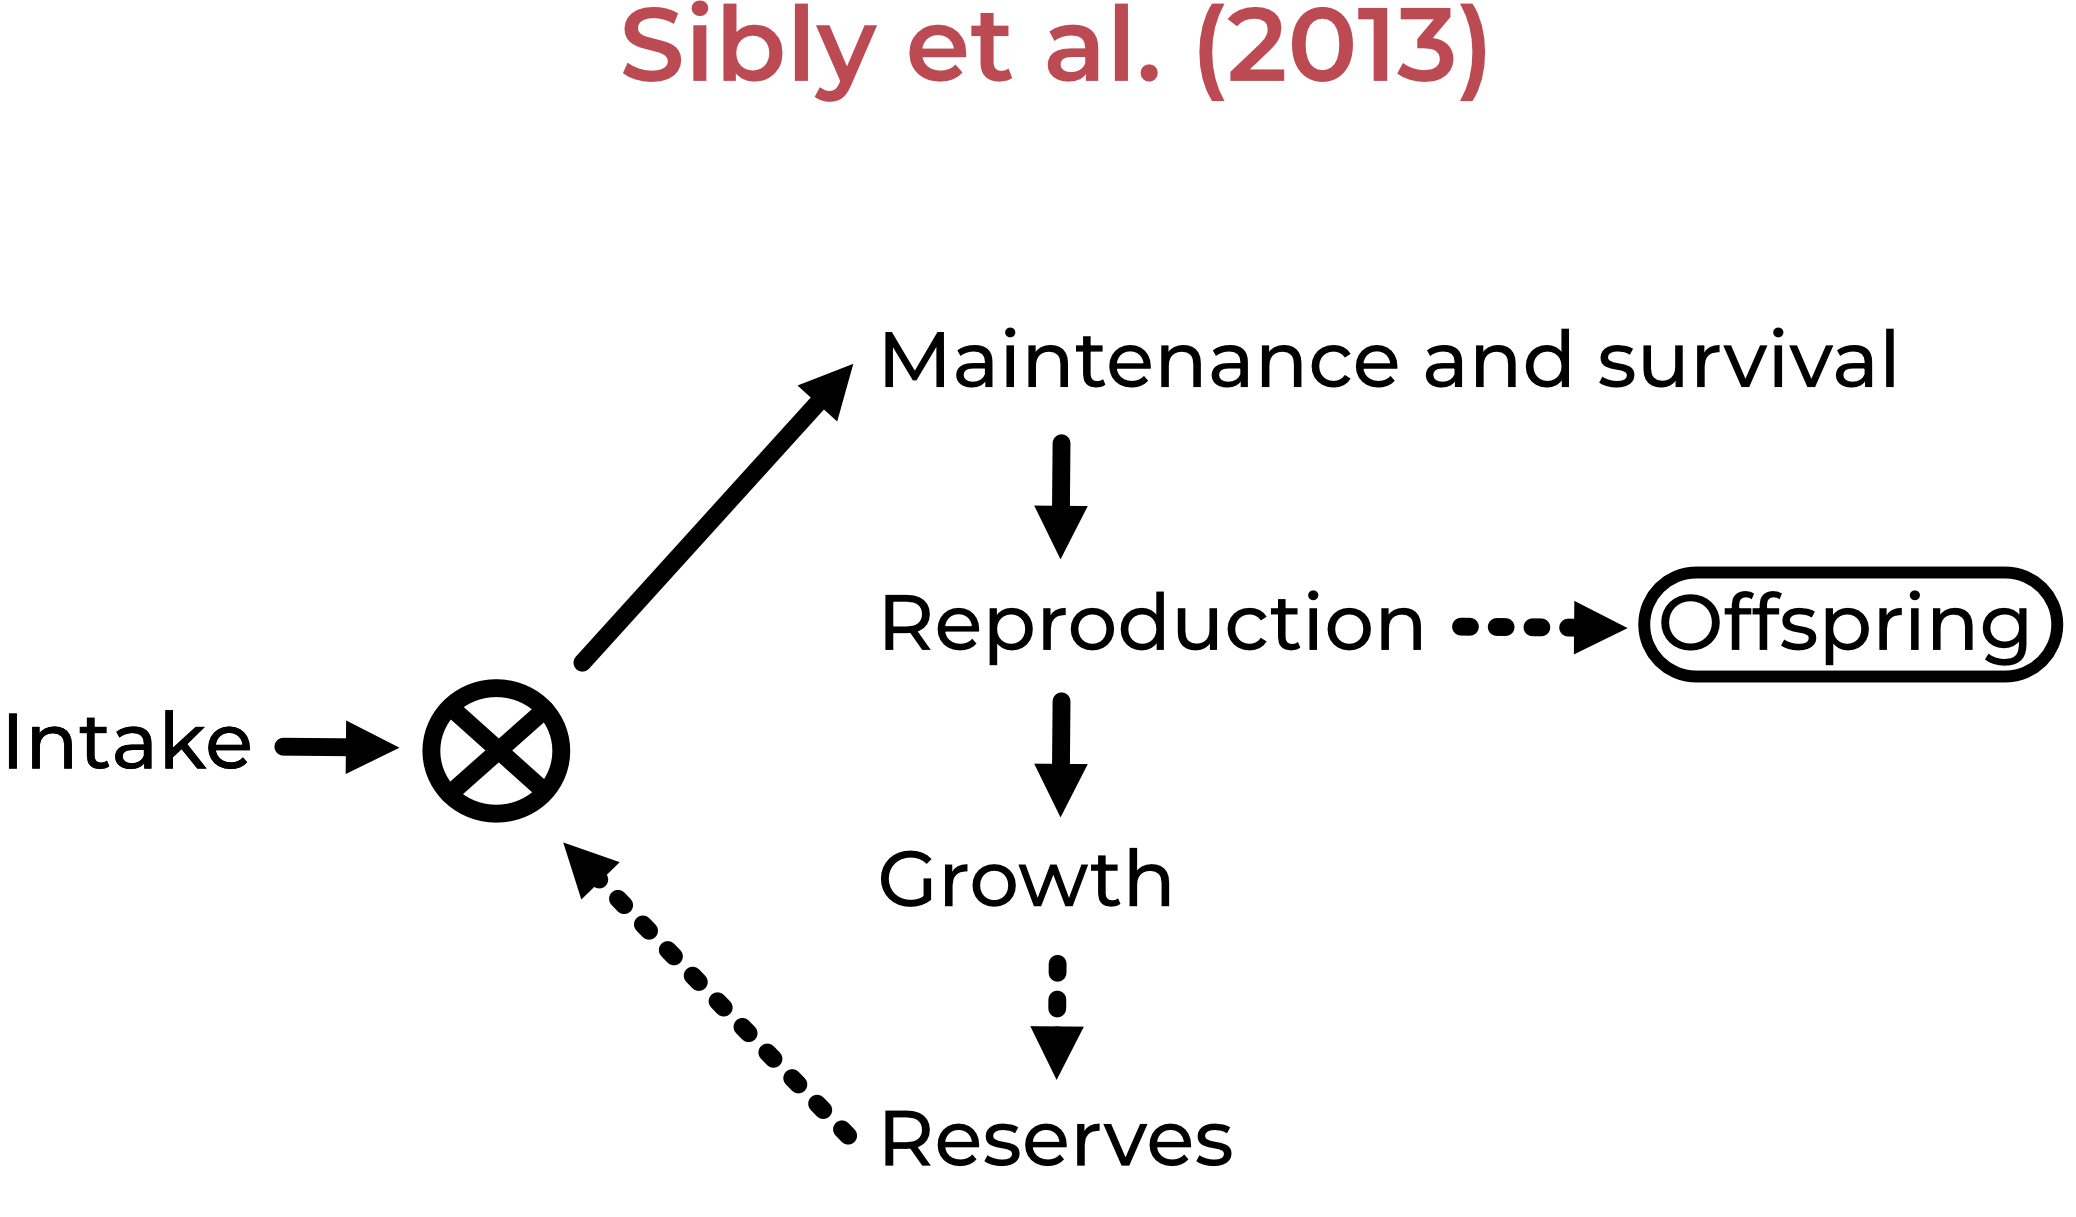 Sibly et al. (2013)
Maintenance and survival
Reproduction
Offspring
Intake
Growth
Reserves